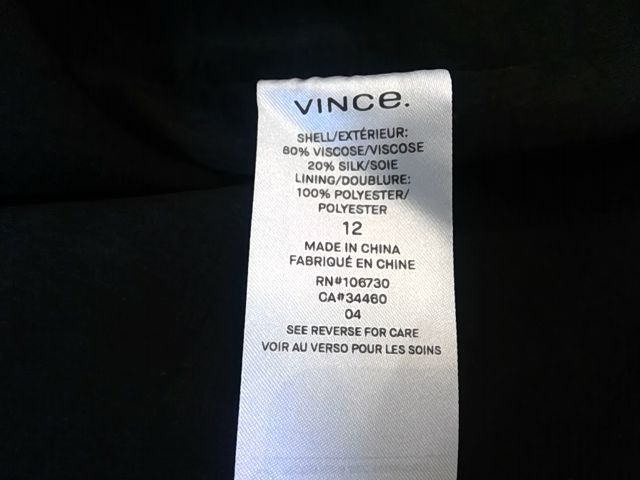 VINCe.
SHELL/EXTÉRIEUR:
80% VISCOSE/VISCOSE
20% SILK/SOIE
LINING/DOUBLURE:
100% POLYESTER/
POLYESTER
12
MADE IN CHINA
FABRIQUÉ EN CHINE
RN#106730
CA#34460
04
SEE REVERSE FOR CARE
VOIR AU VERSO POUR LES SOINS